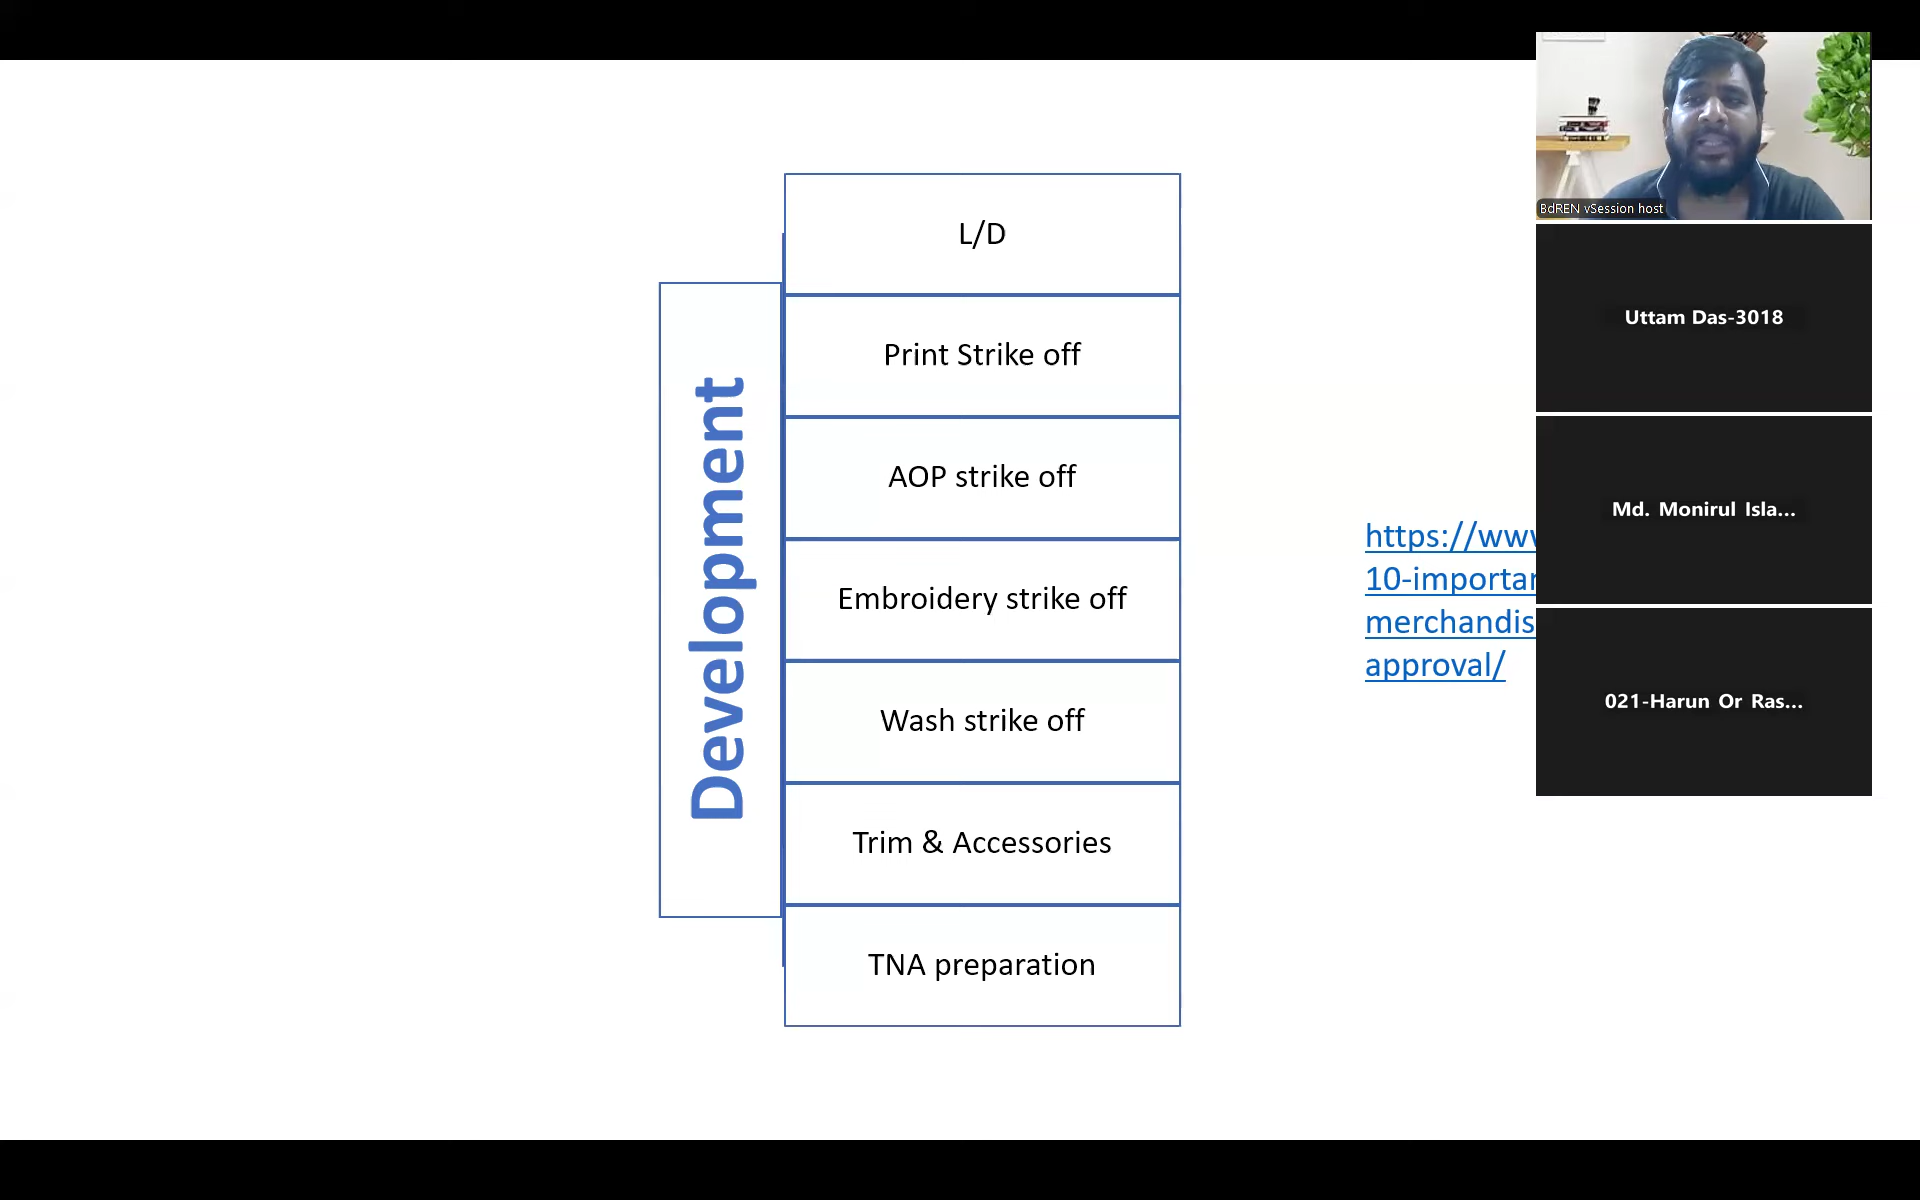 Development
L/D
Print Strike off
AOP strike off
Embroidery strike off
Wash strike off
Trim & Accessories
TNA preparation
https://www
10-importan
merchandis
approval/
BdREN vSession host
Uttam Das-3018
Md. Monirul Isla...
021-Harun Or Ras...